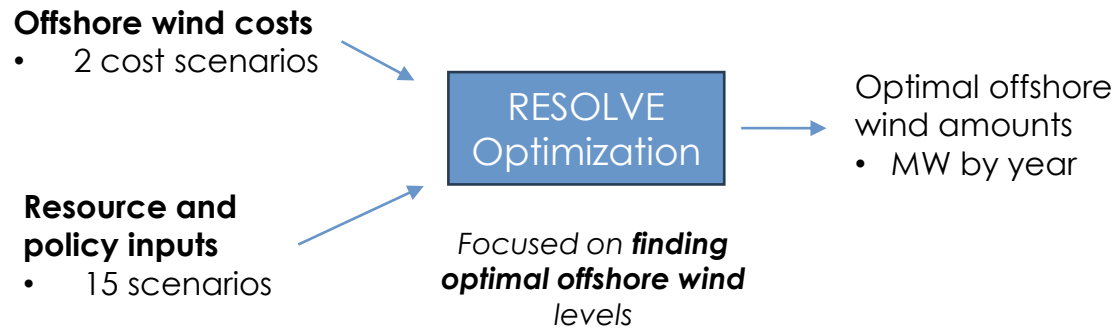 Offshore wind costs
• 2 cost scenarios
Resource and
policy inputs
• 15 scenarios
RESOLVE
Optimization
Focused on finding
optimal offshore wind
levels
Optimal offshore
wind amounts
• MW by year